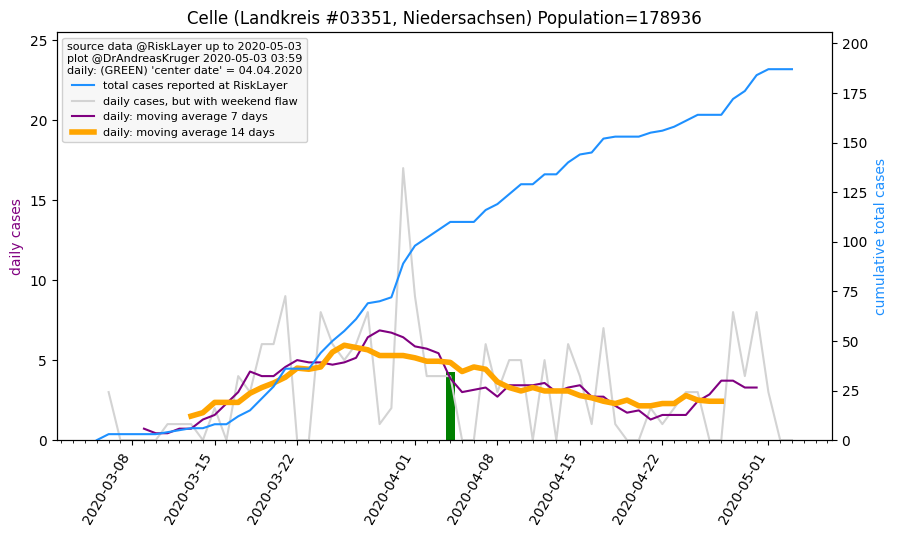 Celle (Landkreis #03351, Niedersachsen) Population=178936
source data @RiskLayer up to 2020-05-03
plot @DrAndreasKruger 2020-05-03 03:59
daily: (GREEN) 'center date' = 04.04.2020
total cases reported at RiskLayer
daily cases, but with weekend flaw
daily: moving average 7 days
daily: moving average 14 days
daily cases
25
20
15
10
5
0
cumulative total cases
200
175
150
125
100
75
50
25
0
2020-03-08
2020-03-15
2020-03-22
2020-04-01
2020-04-08
2020-04-15
2020-04-22
2020-05-01